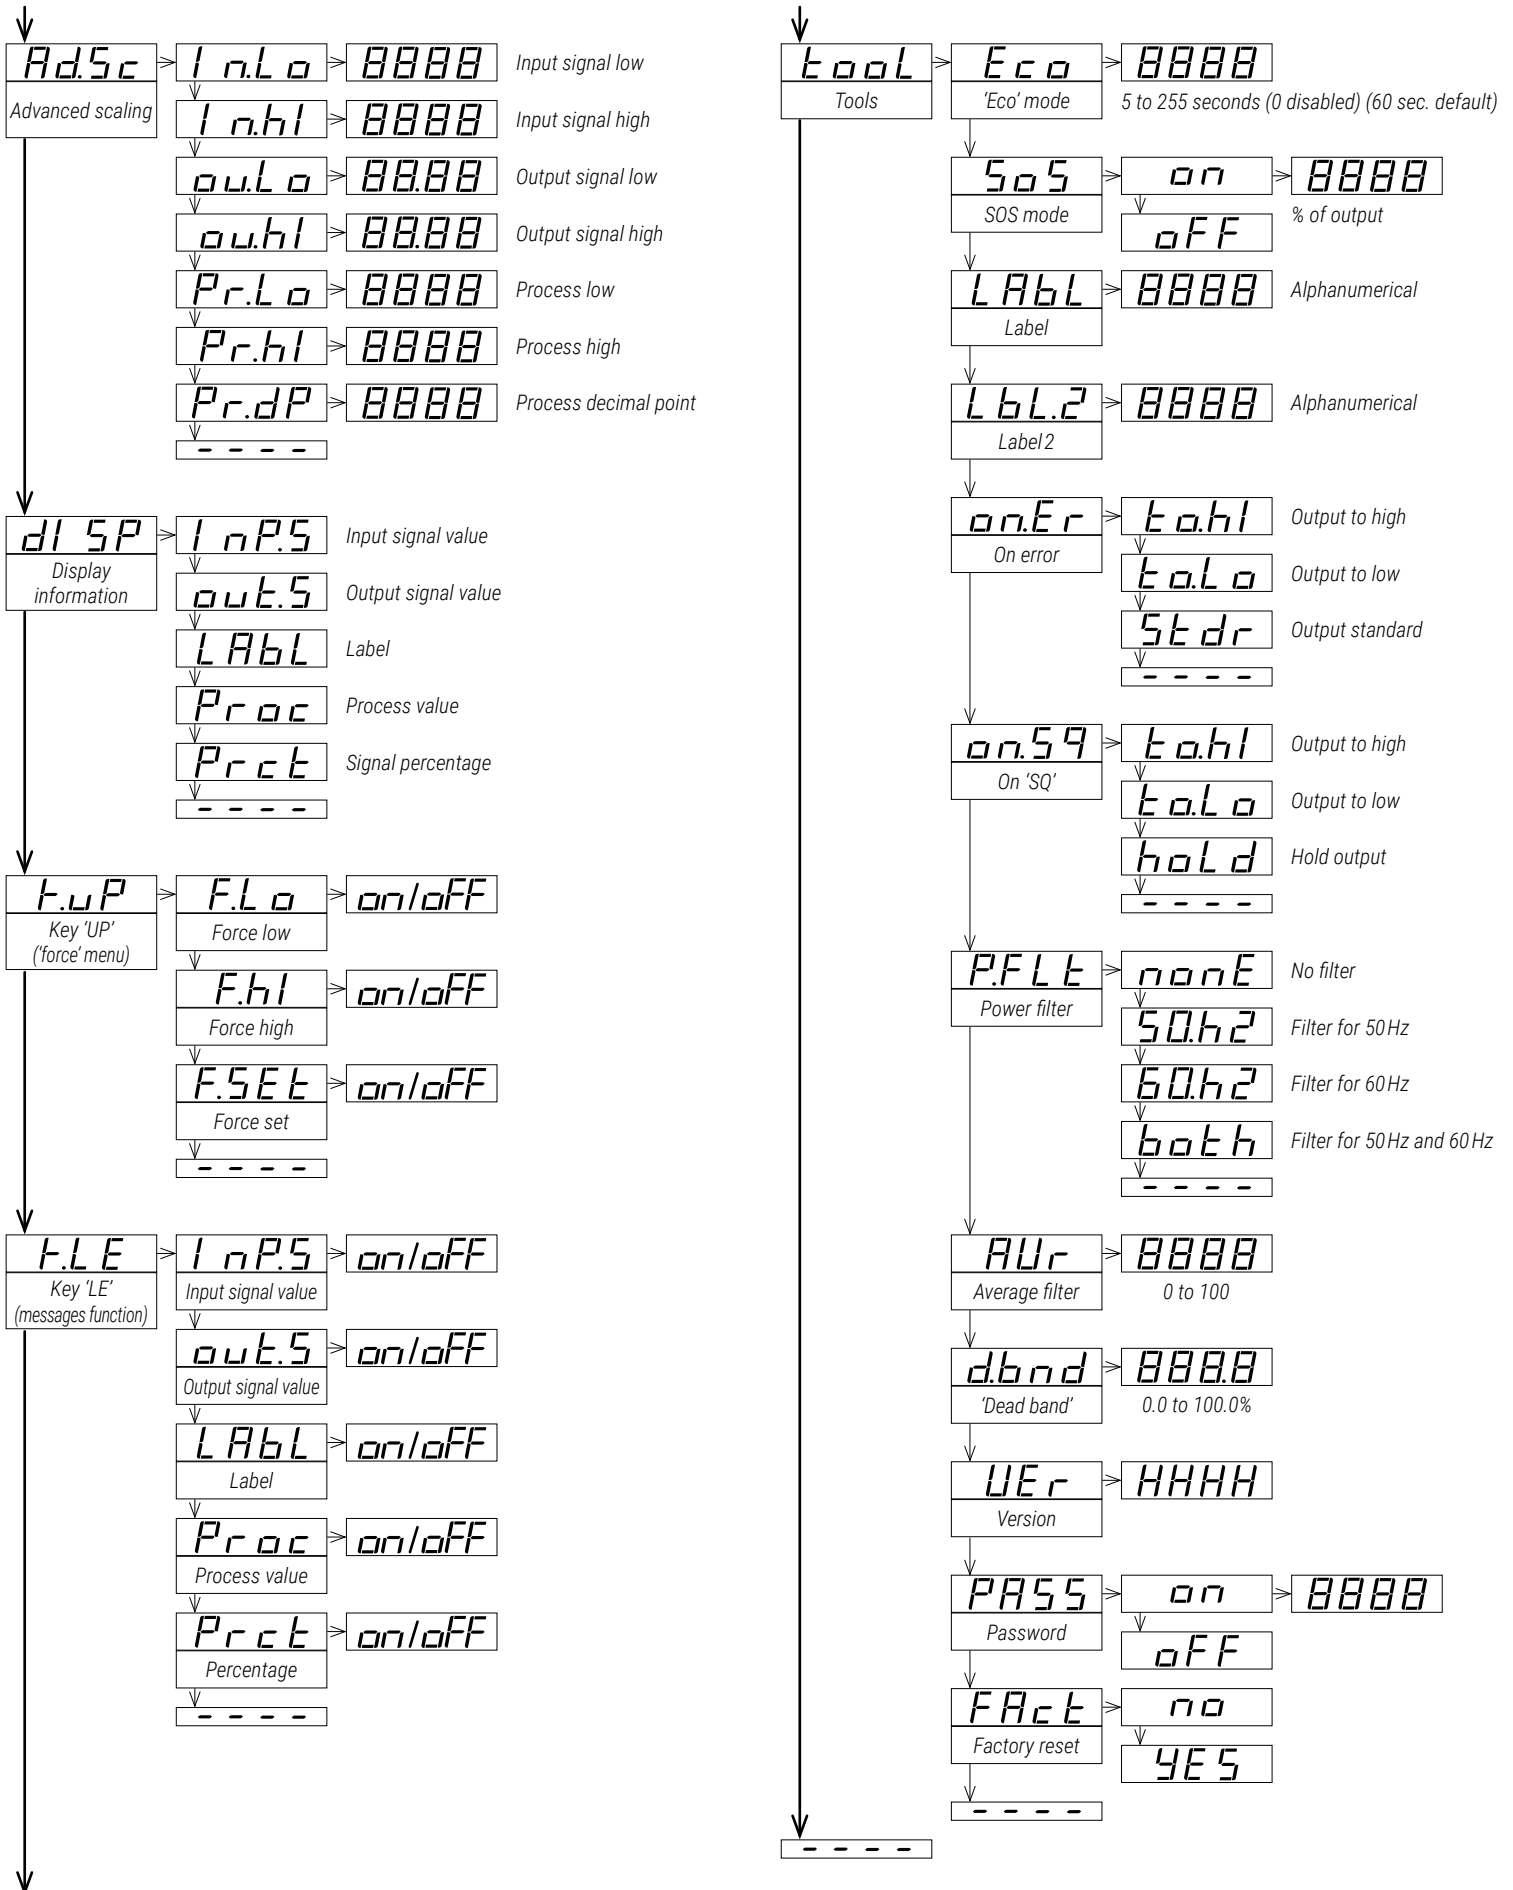 Ad.Sc
Advanced scaling
In.Lo
8888
Input signal low
In.hI
8888
Input signal high
ou.Lo
88.88
Output signal low
ou.hI
88.88
Output signal high
Pr.Lo
8888
Process low
Pr.hI
8888
Process high
Pr.dP
8888
Process decimal point
----
dISP
Display
information
InP.S
Input signal value
out.S
Output signal value
LAbL
Label
Proc
Process value
Prct
Signal percentage
----
k.uP
Key 'UP'
('force' menu)
F.Lo
Force low
on/oFF
F.hI
Force high
on/oFF
F.SEt
Force set
on/oFF
----
k.LE
Key 'LE'
(messages function)
InP.S
Input signal value
on/oFF
out.S
Output signal value
on/oFF
LAbL
Label
on/oFF
Proc
Process value
on/oFF
Prct
Percentage
on/oFF
----
tooL
Tools
Eco
'Eco' mode
8888
5 to 255 seconds (0 disabled) (60 sec. default)
SoS
SOS mode
on
8888
% of output
oFF
LAbL
Label
8888
Alphanumerical
LbL.2
Label 2
8888
Alphanumerical
on.Er
On error
to.hI
Output to high
to.Lo
Output to low
Stdr
Output standard
----
on.Sq
On 'SQ'
to.hI
Output to high
to.Lo
Output to low
hoLd
Hold output
----
P.FLt
Power filter
nonE
No filter
50.h2
Filter for 50 Hz
60.h2
Filter for 60 Hz
both
Filter for 50 Hz and 60 Hz
----
AUr
Average filter
8888
0 to 100
d.bnd
'Dead band'
888.8
0.0 to 100.0%
UEr
Version
HHHH
PASS
Password
on
8888
oFF
FAct
Factory reset
no
YES
----
----